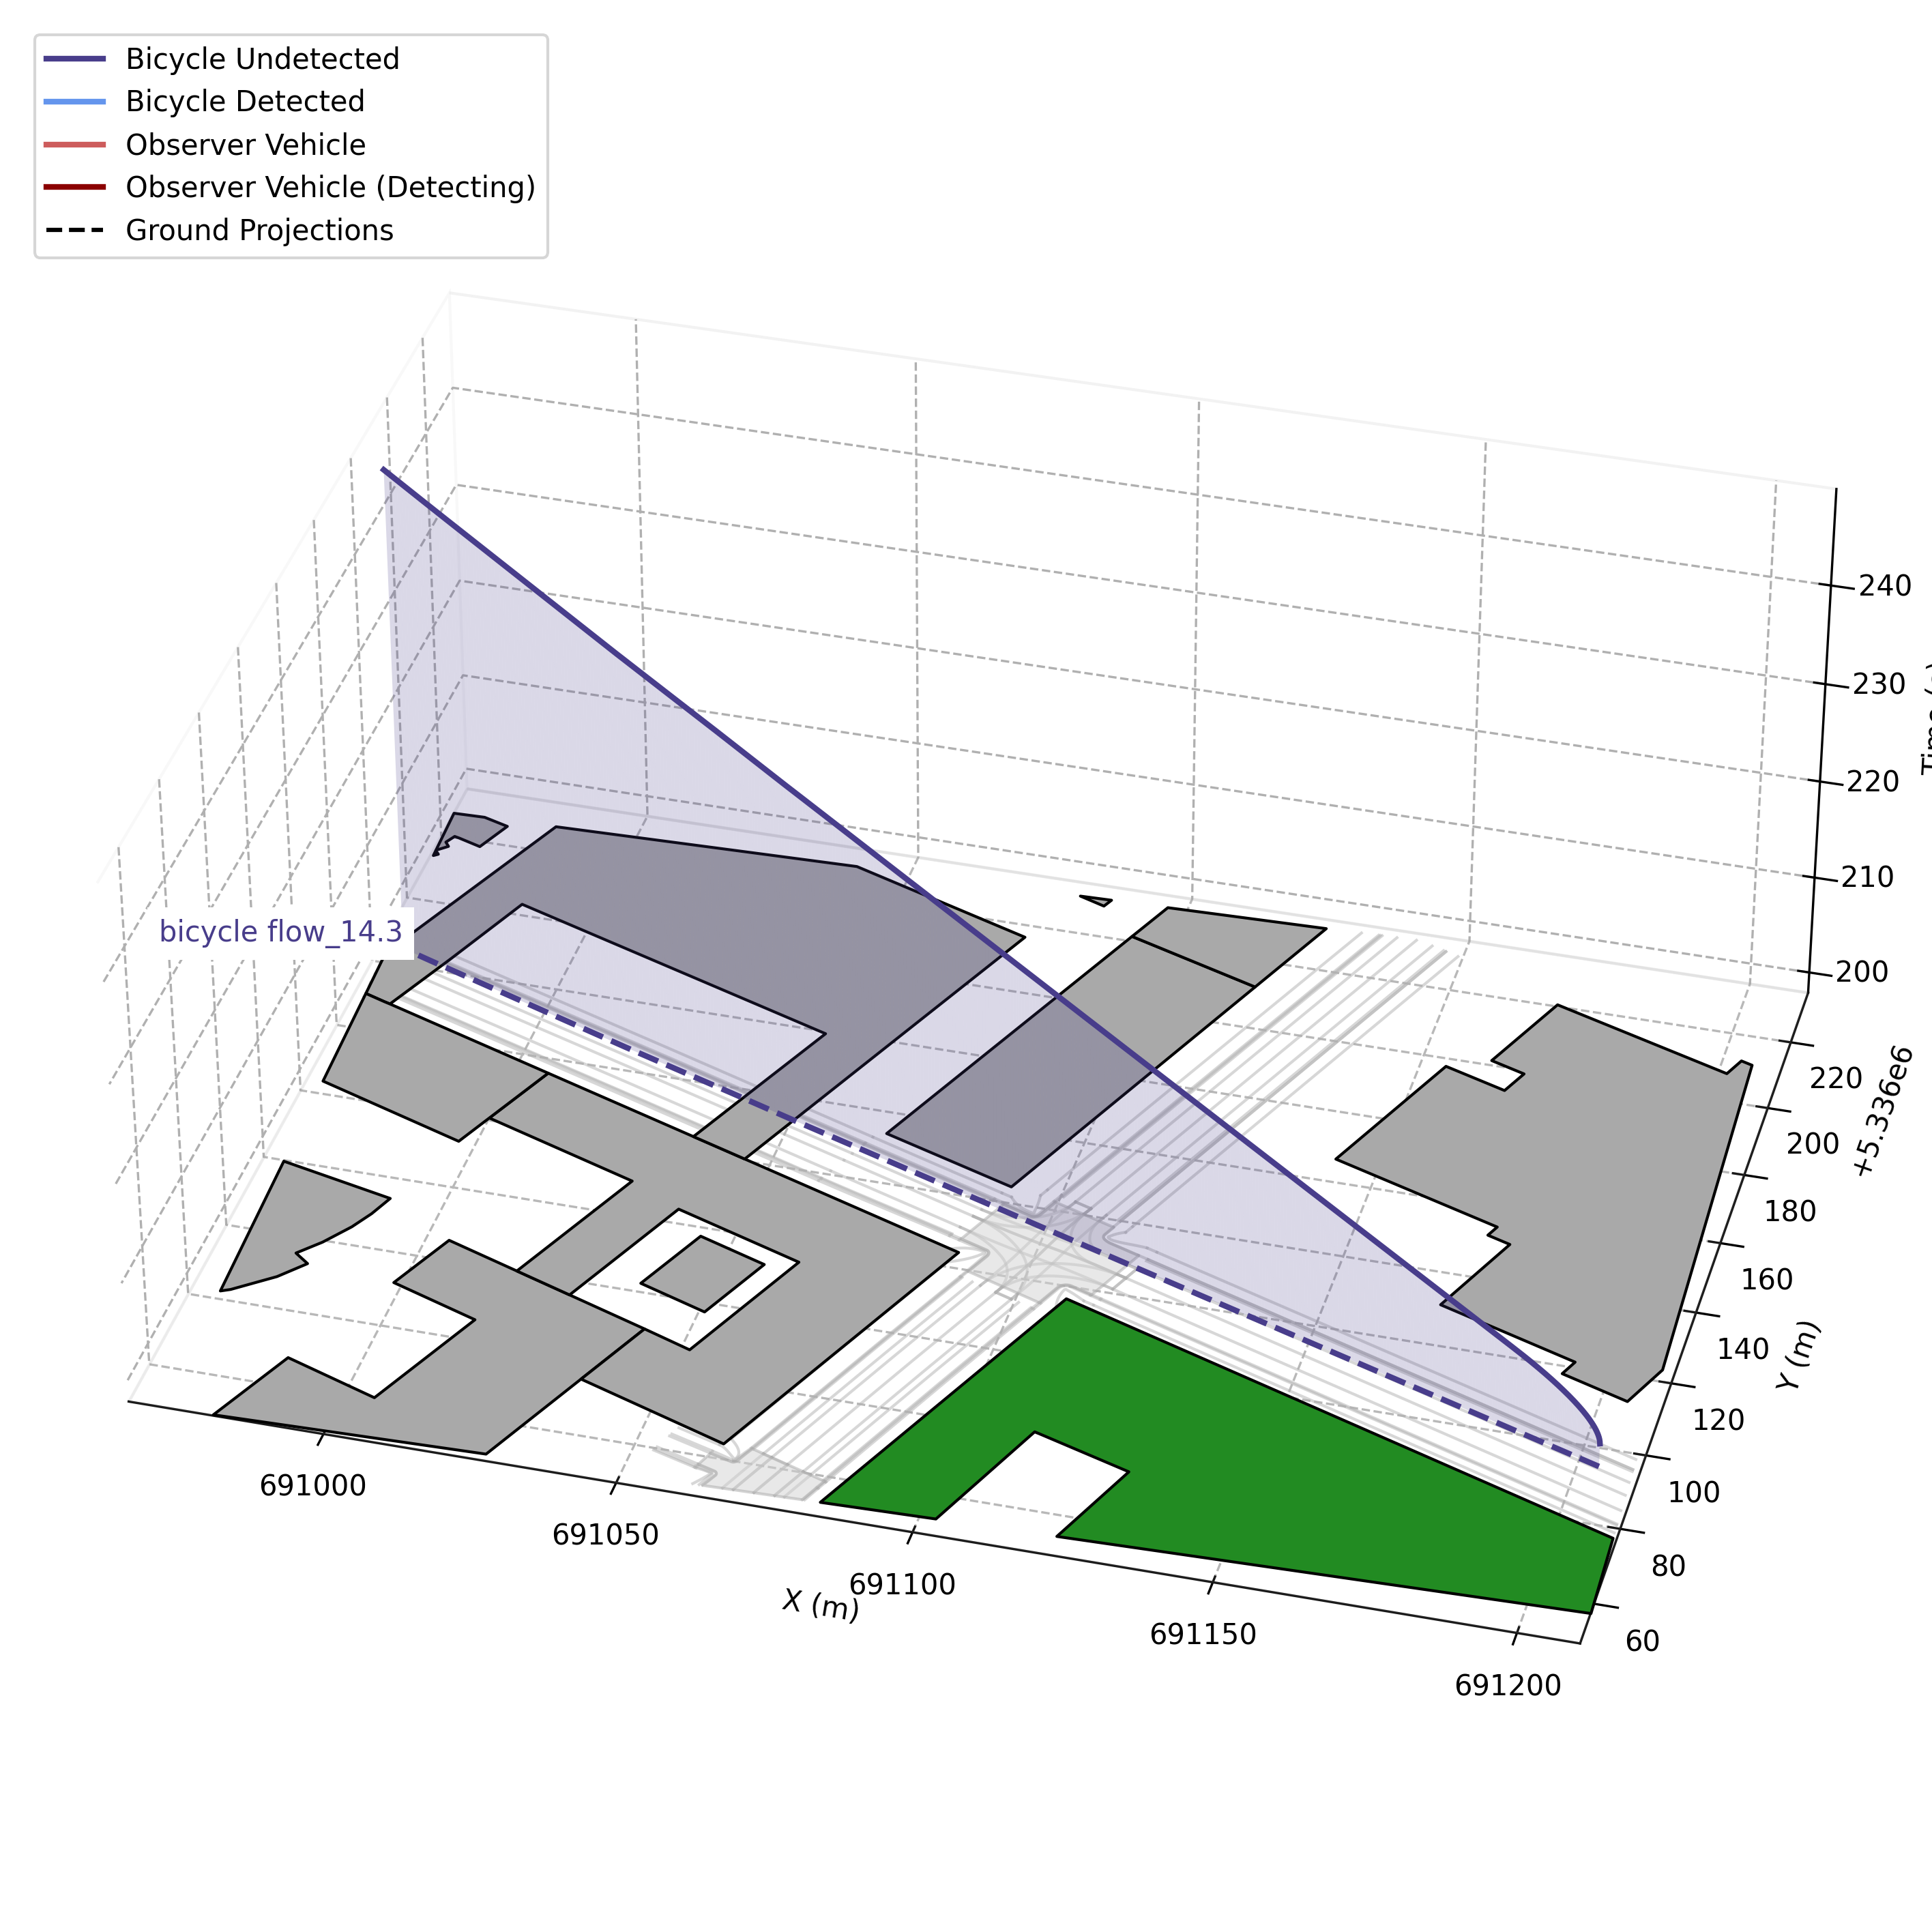 Bicycle Undetected
Bicycle Detected
Observer Vehicle
Observer Vehicle (Detecting)
Ground Projections
240
230
220
210
200
bicycle flow_14.3
220
200
180
160
140
120
100
80
60
+5.336e6
Y (m)
691000
691050
691100
691150
691200
X (m)